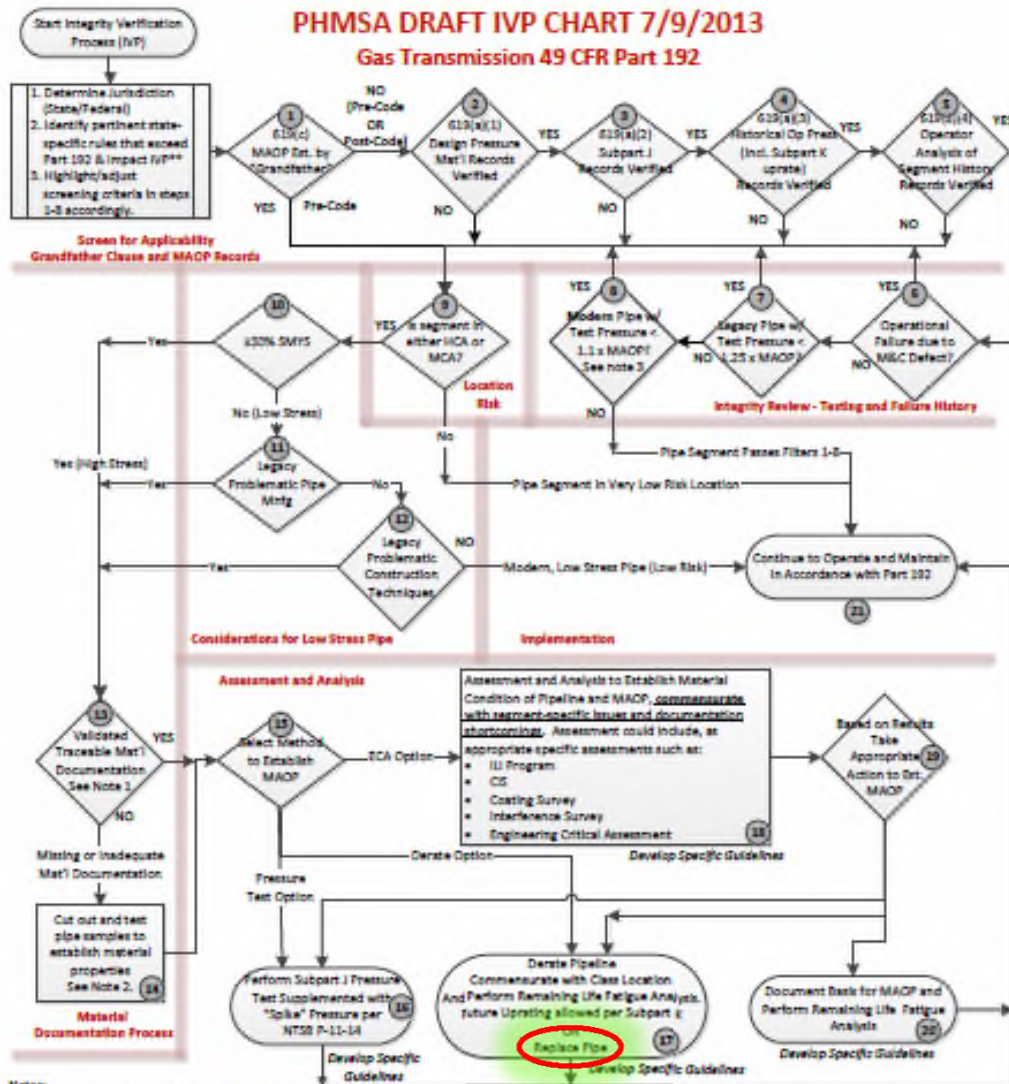 PHMSA DRAFT IVP CHART 7/9/2013
Gas Transmission 49 CFR Part 192
Start Integrity Verification
Process (IVP)
1. Determine Jurisdiction
(State/Federal)
2. Identify pertinent state-
specific rules that exceed
Part 192 & Impact IVP**
3. Highlight/adjust
screening criteria in steps
1-8 accordingly.
1
619(c)
MAOP Est. by
"Grandfather"
NO
(Pre-Code
OR
Post-Code)
YES
Pre-Code
2
619(a)(1)
Design Pressure
Mat'l Records
Verified
YES
NO
3
619(a)(2)
Subpart J
Records Verified
YES
NO
4
619(a)(3)
Historical Op Press
(Incl. Subpart K
uprate)
Records Verified
YES
NO
5
619(a)(4)
Operator
Analysis of
Segment History
Records Verified
YES
NO
Screen for Applicability
Grandfather Clause and MAOP Records
10
≥30% SMYS
Yes
No (Low Stress)
9
Is segment in
either HCA or
MCA?
YES
No
Location
Risk
8
Modern Pipe w/
Test Pressure <
1.1 x MAOP?
See note 3
YES
NO
7
Legacy Pipe w/
Test Pressure <
1.25 x MAOP?
YES
NO
6
Operational
Failure due to
M&C Defect?
YES
NO
Integrity Review - Testing and Failure History
Yes (High Stress)
11
Legacy
Problematic Pipe
Mnfg
Yes
No
12
Legacy
Problematic
Construction
Techniques
Yes
NO
Pipe Segment Passes Filters 1-8
Pipe Segment in Very Low Risk Location
Modern, Low Stress Pipe (Low Risk)
Continue to Operate and Maintain
in Accordance with Part 192
21
Considerations for Low Stress Pipe
Implementation
Assessment and Analysis
13
Validated
Traceable Mat'l
Documentation
See Note 1
YES
NO
Missing or Inadequate
Mat'l Documentation
Cut out and test
pipe samples to
establish material
properties
See Note 2.
14
Material
Documentation Process
15
Select Method
to Establish
MAOP
ECA Option
Derate Option
Pressure
Test Option
Assessment and Analysis to Establish Material
Condition of Pipeline and MAOP, commensurate
with segment-specific issues and documentation
shortcomings. Assessment could include, as
appropriate specific assessments such as:
• ILI Program
• CIS
• Coating Survey
• Interference Survey
• Engineering Critical Assessment
18
Develop Specific Guidelines
Based on Results
Take
Appropriate
Action to Est.
MAOP
19
Perform Subpart J Pressure
Test Supplemented with
"Spike" Pressure per
NTSB P-11-14
16
Develop Specific
Guidelines
Derate Pipeline
Commensurate with Class Location
And Perform Remaining Life Fatigue Analysis.
Future Uprating allowed per Subpart K
OR
Replace Pipe
17
Develop Specific Guidelines
Document Basis for MAOP and
Perform Remaining Life Fatigue
Analysis
20
Develop Specific Guidelines
Notes: